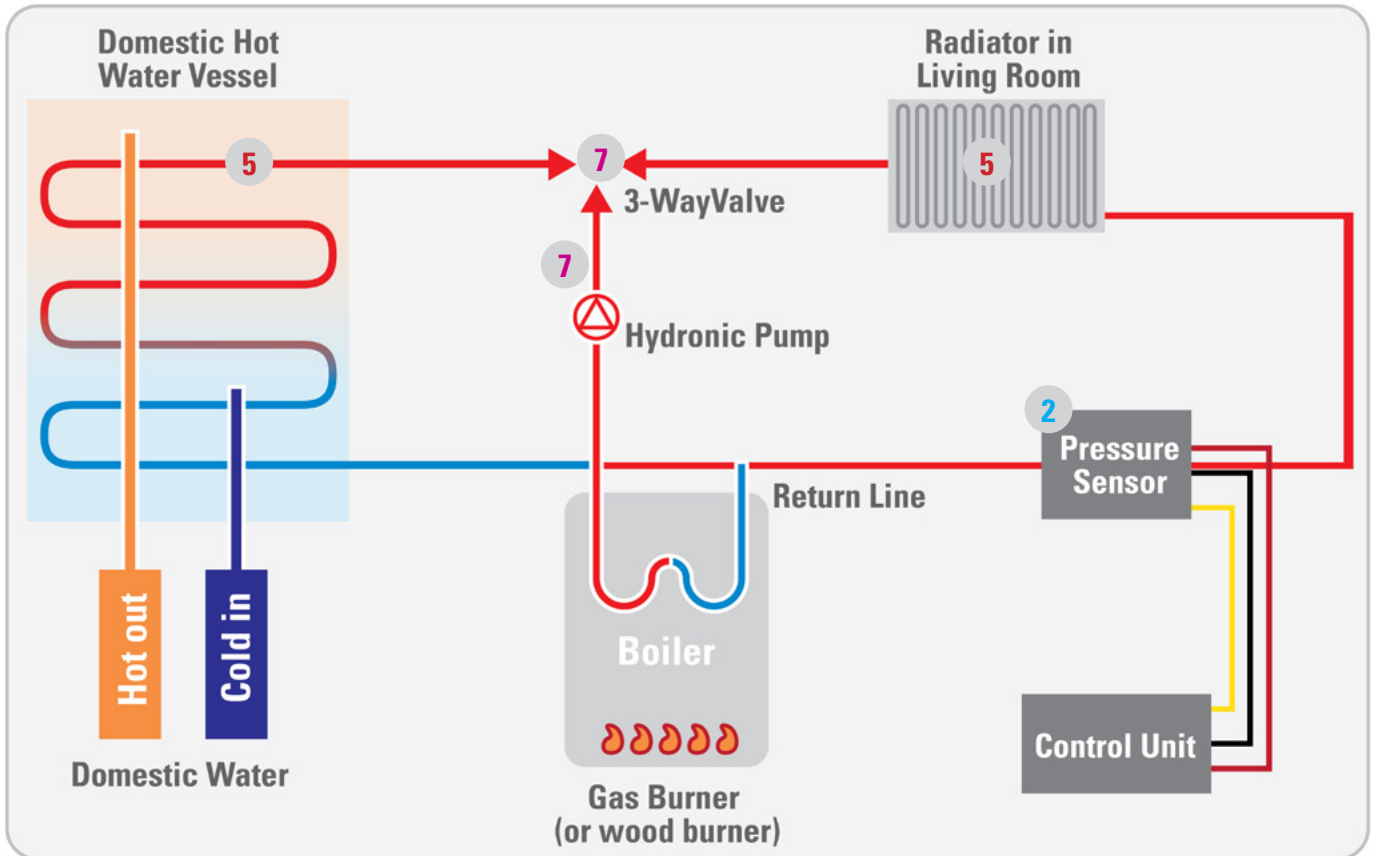 Domestic Hot
Water Vessel
Radiator in
Living Room
5
7
5
3-WayValve
7
Hydronic Pump
2
Pressure
Sensor
Return Line
Hot out
Cold in
Boiler
Control Unit
Domestic Water
Gas Burner
(or wood burner)